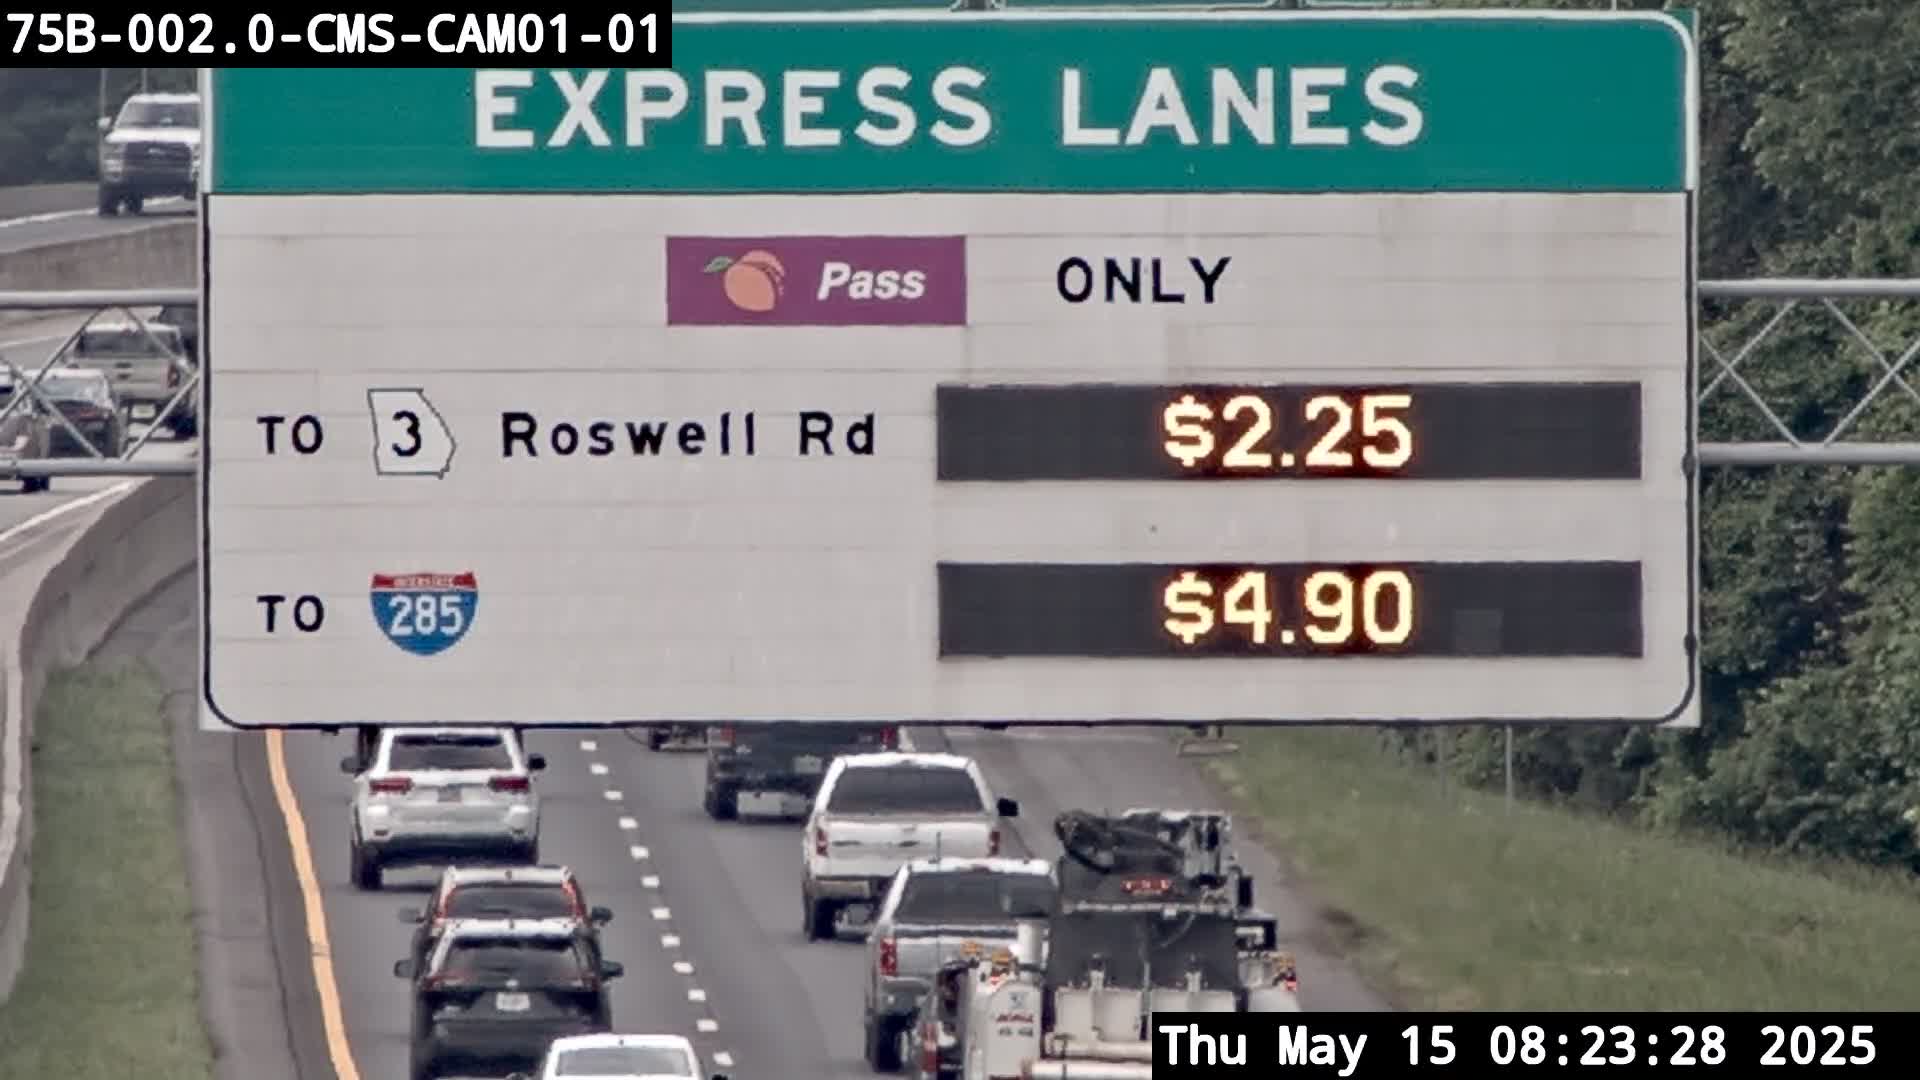 75B-002.0-CMS-CAM01-01
EXPRESS LANES
Pass ONLY
TO 3 Roswell Rd $2.25
TO INTERSTATE 285 $4.90
Thu May 15 08:23:28 2025